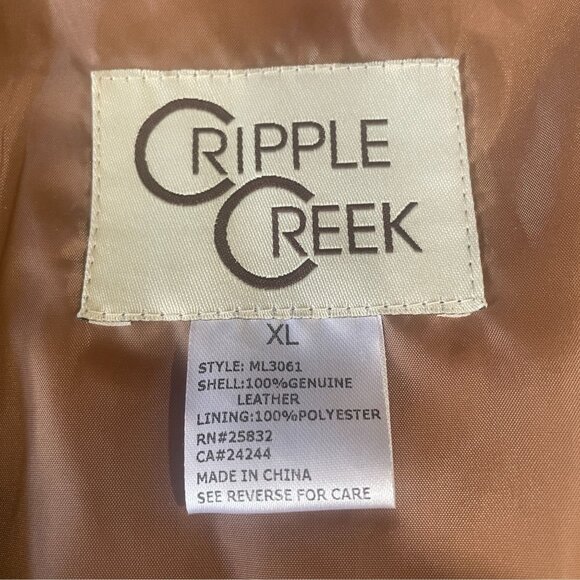 CRIPPLE
CREEK
XL
STYLE: ML3061
SHELL:100%GENUINE
LEATHER
LINING:100%POLYESTER
RN#25832
CA#24244
MADE IN CHINA
SEE REVERSE FOR CARE